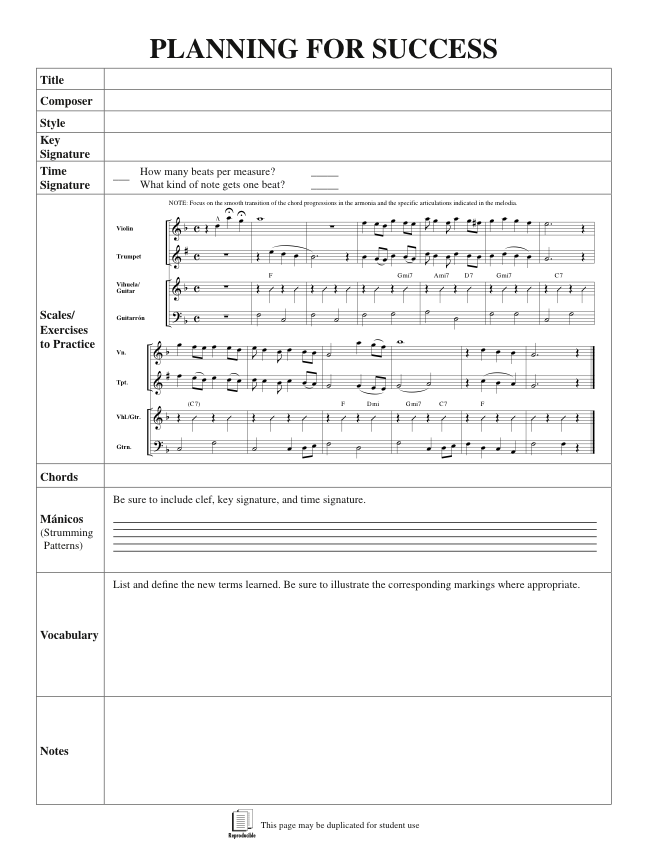 PLANNING FOR SUCCESS
Title
Composer
Style
Key
Signature
Time
Signature
___ How many beats per measure? _____
What kind of note gets one beat? _____
Scales/
Exercises
to Practice
NOTE: Focus on the smooth transition of the chord progressions in the armonia and the specific articulations indicated in the melodia.
A
Violin
Trumpet
F Gmi7 Ami7 D7 Gmi7 C7
Vihuela/
Guitar
Guitarrón
Vn.
Tpt.
(C7) F Dmi Gmi7 C7 F
Vhl./Gtr.
Gtrn.
Chords
Mánicos
(Strumming
Patterns)
Be sure to include clef, key signature, and time signature.
Vocabulary
List and define the new terms learned. Be sure to illustrate the corresponding markings where appropriate.
Notes
Reproducible
This page may be duplicated for student use